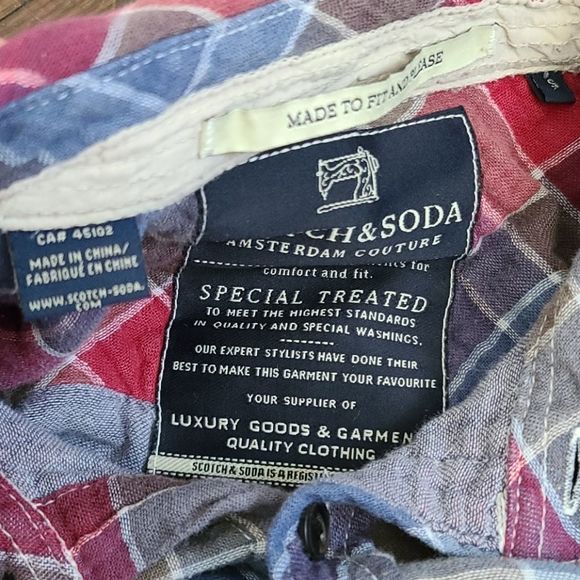 MADE TO FIT AND PLEASE
CH&SODA
AMSTERDAM COUTURE
for
comfort and fit.
SPECIAL TREATED
TO MEET THE HIGHEST STANDARDS
IN QUALITY AND SPECIAL WASHINGS.
OUR EXPERT STYLISTS HAVE DONE THEIR
BEST TO MAKE THIS GARMENT YOUR FAVOURITE
YOUR SUPPLIER OF
LUXURY GOODS & GARMEN
QUALITY CLOTHING
SCOTCH & SODA IS A REGIST
CA# 45102
MADE IN CHINA/
FABRIQUÉ EN CHINE
WWW.SCOTCH-SODA.
COM